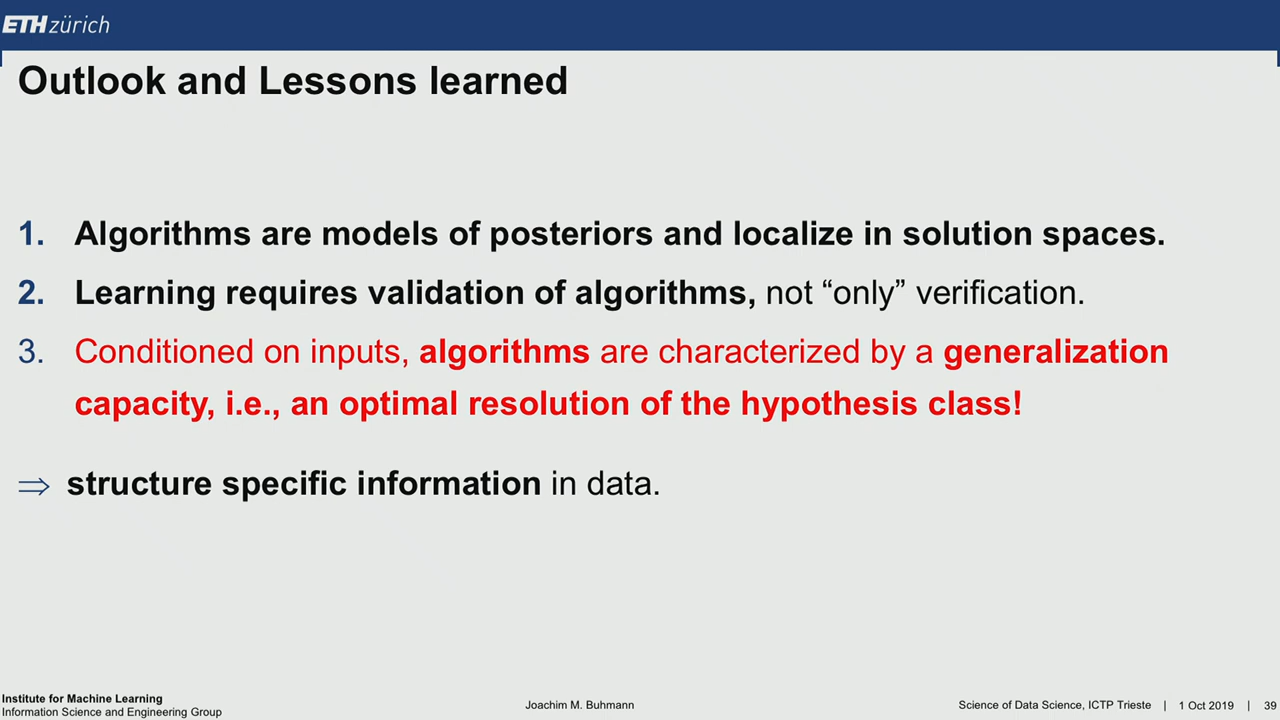 ETH zürich
Outlook and Lessons learned
1. Algorithms are models of posteriors and localize in solution spaces.
2. Learning requires validation of algorithms, not “only” verification.
3. Conditioned on inputs, algorithms are characterized by a generalization
capacity, i.e., an optimal resolution of the hypothesis class!
⇒ structure specific information in data.
Institute for Machine Learning
Information Science and Engineering Group
Joachim M. Buhmann
Science of Data Science, ICTP Trieste | 1 Oct 2019 | 39